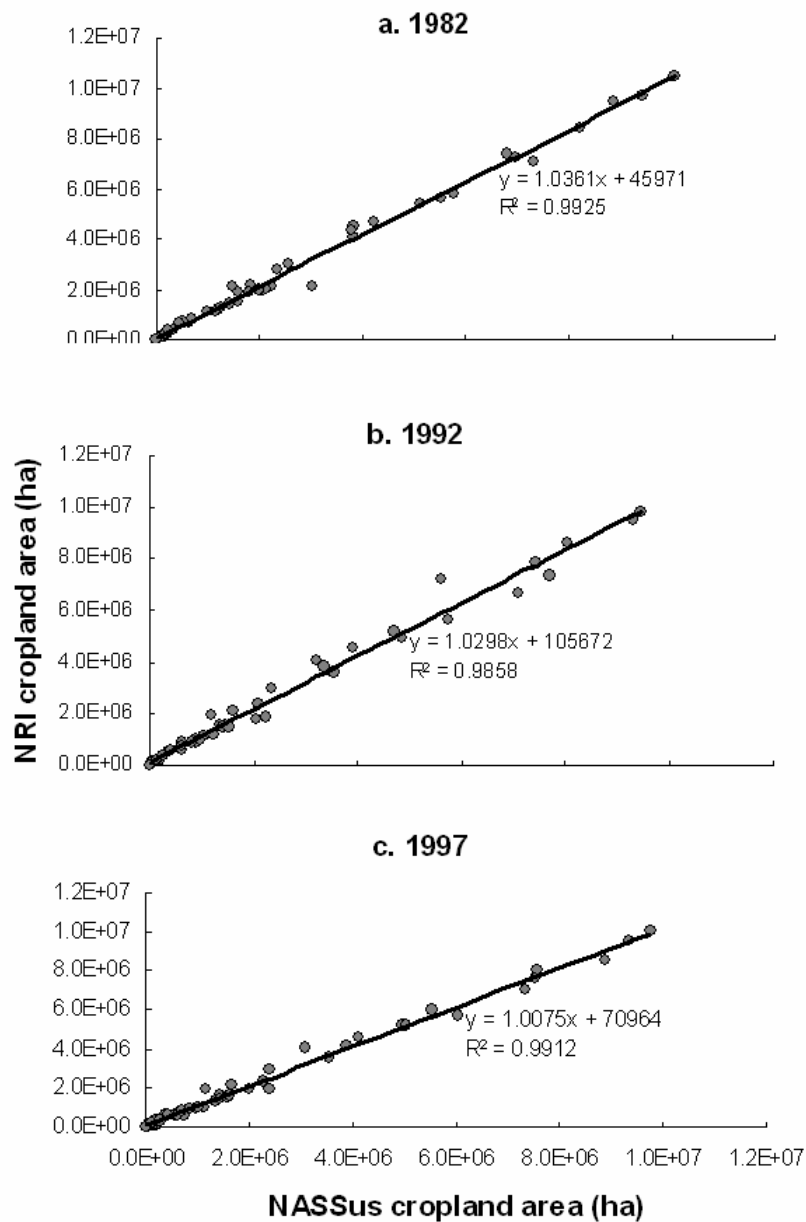 a. 1982
1.2E+07
1.0E+07
8.0E+06
6.0E+06
4.0E+06
2.0E+06
0.0E+00
y = 1.0361x + 45971
R² = 0.9925
NRI cropland area (ha)
b. 1992
1.2E+07
1.0E+07
8.0E+06
6.0E+06
4.0E+06
2.0E+06
0.0E+00
y = 1.0298x + 105672
R² = 0.9858
c. 1997
1.2E+07
1.0E+07
8.0E+06
6.0E+06
4.0E+06
2.0E+06
0.0E+00
y = 1.0075x + 70964
R² = 0.9912
0.0E+00 2.0E+06 4.0E+06 6.0E+06 8.0E+06 1.0E+07 1.2E+07
NASSus cropland area (ha)